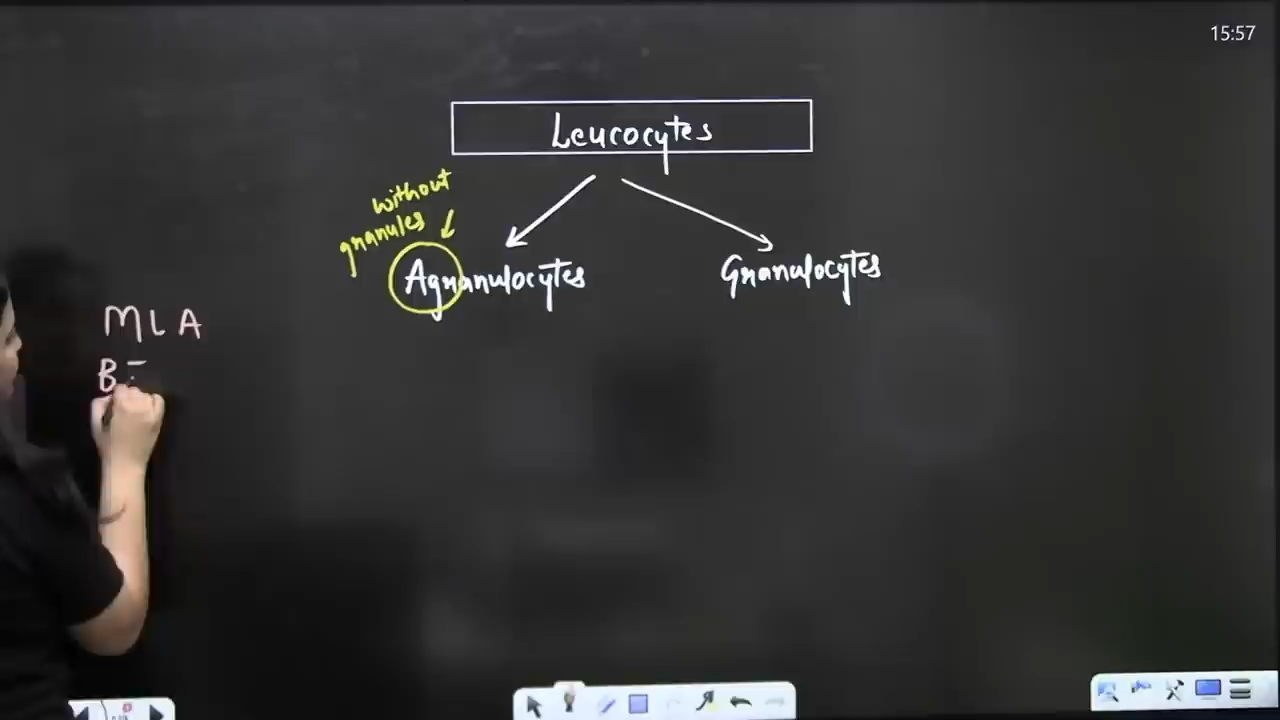 15:57
Leucocytes
without
granules
Agranulocytes
Granulocytes
MLA
B